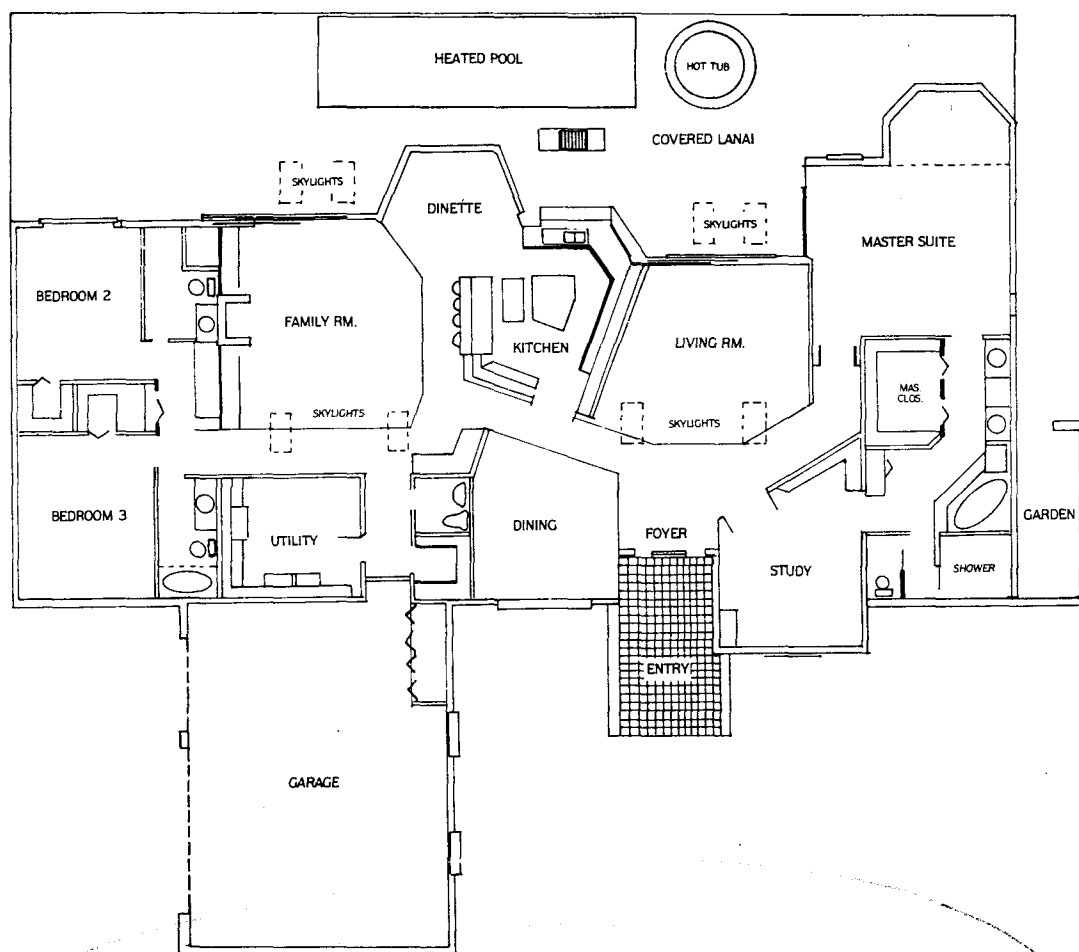 HEATED POOL
HOT TUB
COVERED LANAI
SKYLIGHTS
DINETTE
SKYLIGHTS
MASTER SUITE
BEDROOM 2
FAMILY RM.
KITCHEN
LIVING RM.
MAS.
CLOS.
SKYLIGHTS
SKYLIGHTS
BEDROOM 3
UTILITY
DINING
FOYER
STUDY
SHOWER
GARDEN
ENTRY
GARAGE